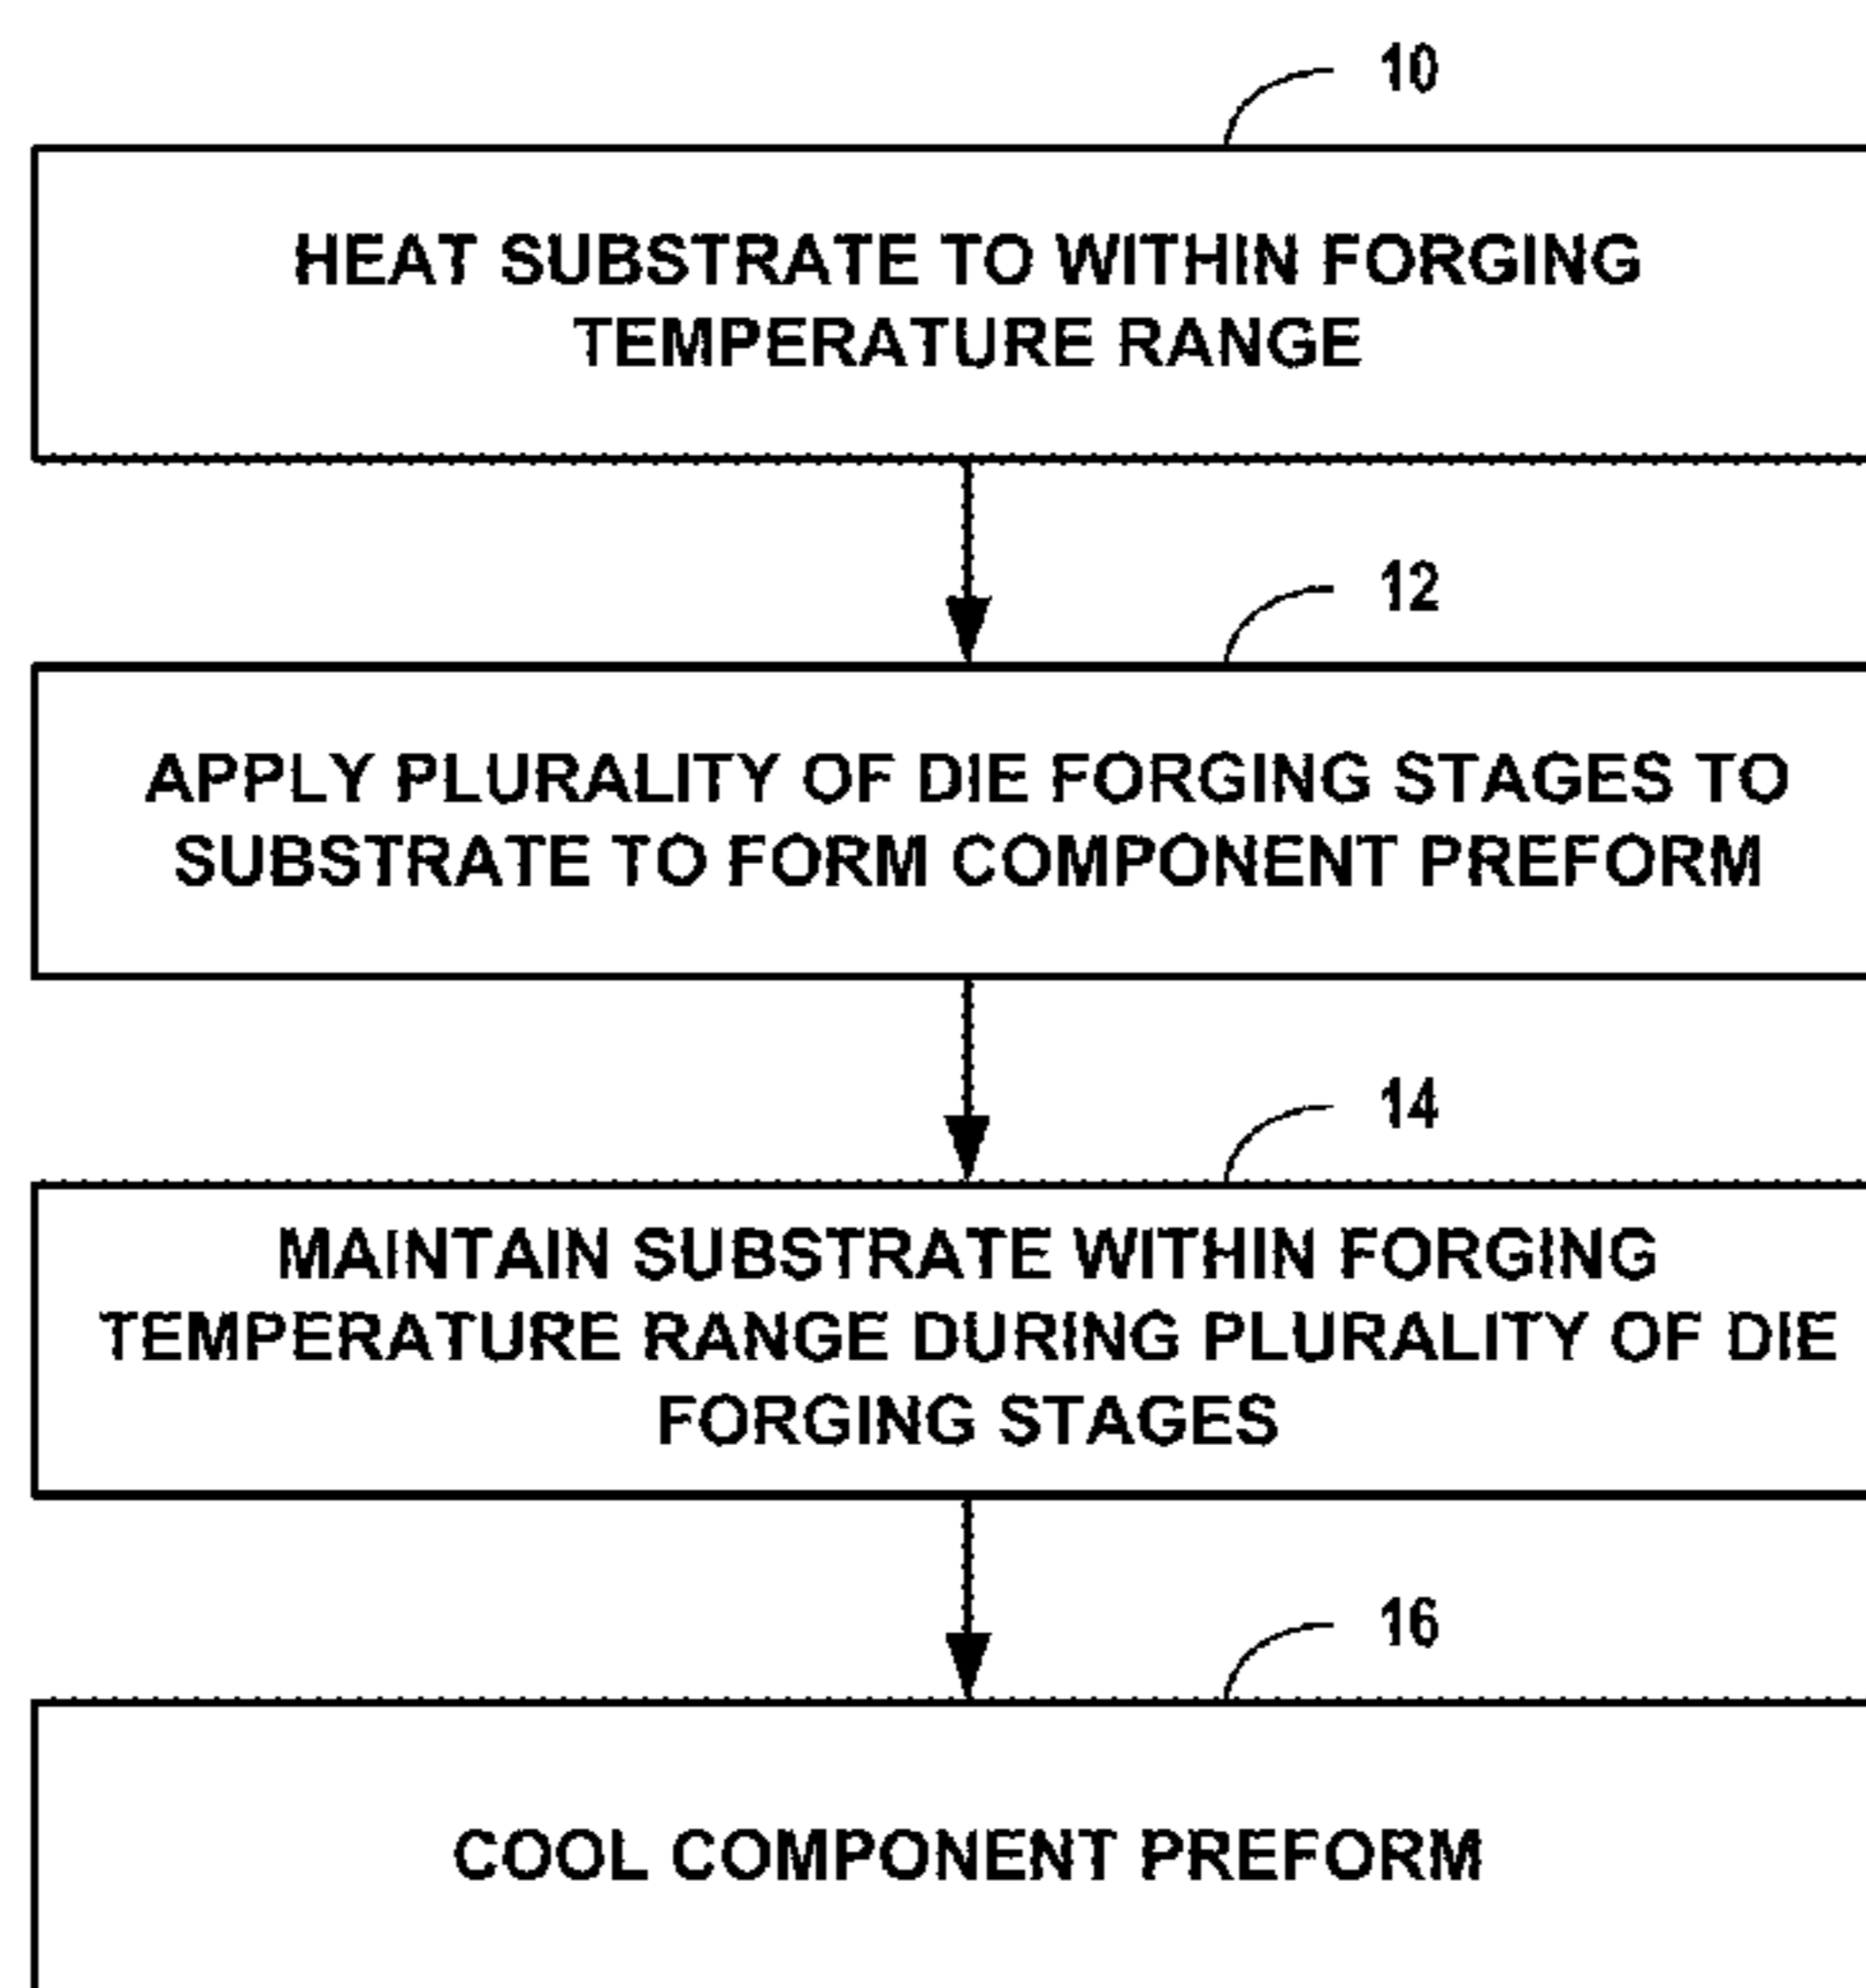 10
HEAT SUBSTRATE TO WITHIN FORGING
TEMPERATURE RANGE
12
APPLY PLURALITY OF DIE FORGING STAGES TO
SUBSTRATE TO FORM COMPONENT PREFORM
14
MAINTAIN SUBSTRATE WITHIN FORGING
TEMPERATURE RANGE DURING PLURALITY OF DIE
FORGING STAGES
16
COOL COMPONENT PREFORM